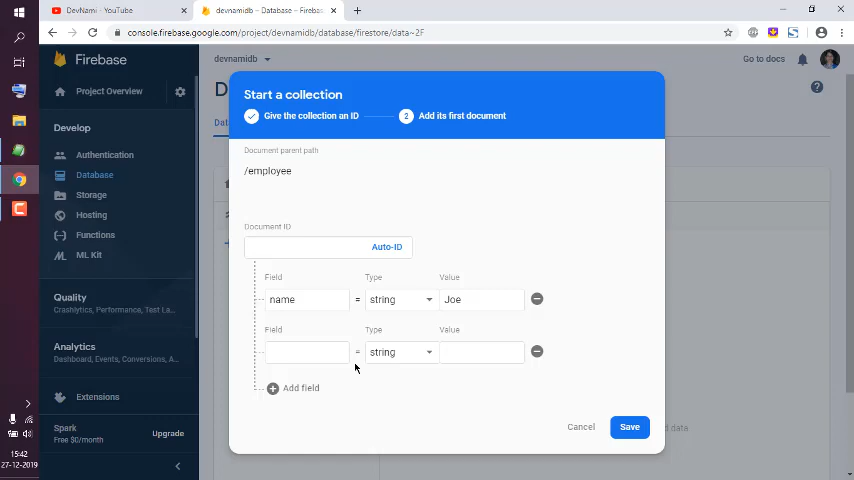 DevNami - YouTube
devnamidb – Database – Firebas
console.firebase.google.com/project/devnamidb/database/firestore/data~2F
Firebase
devnamidb
Go to docs
Project Overview
D
Develop
Dat
Authentication
Database
Storage
Hosting
Functions
ML Kit
Quality
Crashlytics, Performance, Test La...
Analytics
Dashboard, Events, Conversions, A...
Extensions
Spark
Free $0/month
Upgrade
Start a collection
Give the collection an ID
2
Add its first document
Document parent path
/employee
Document ID
Auto-ID
Field Type Value
name = string Joe
Field Type Value
= string
Add field
Cancel Save
d data
15:42
27-12-2019